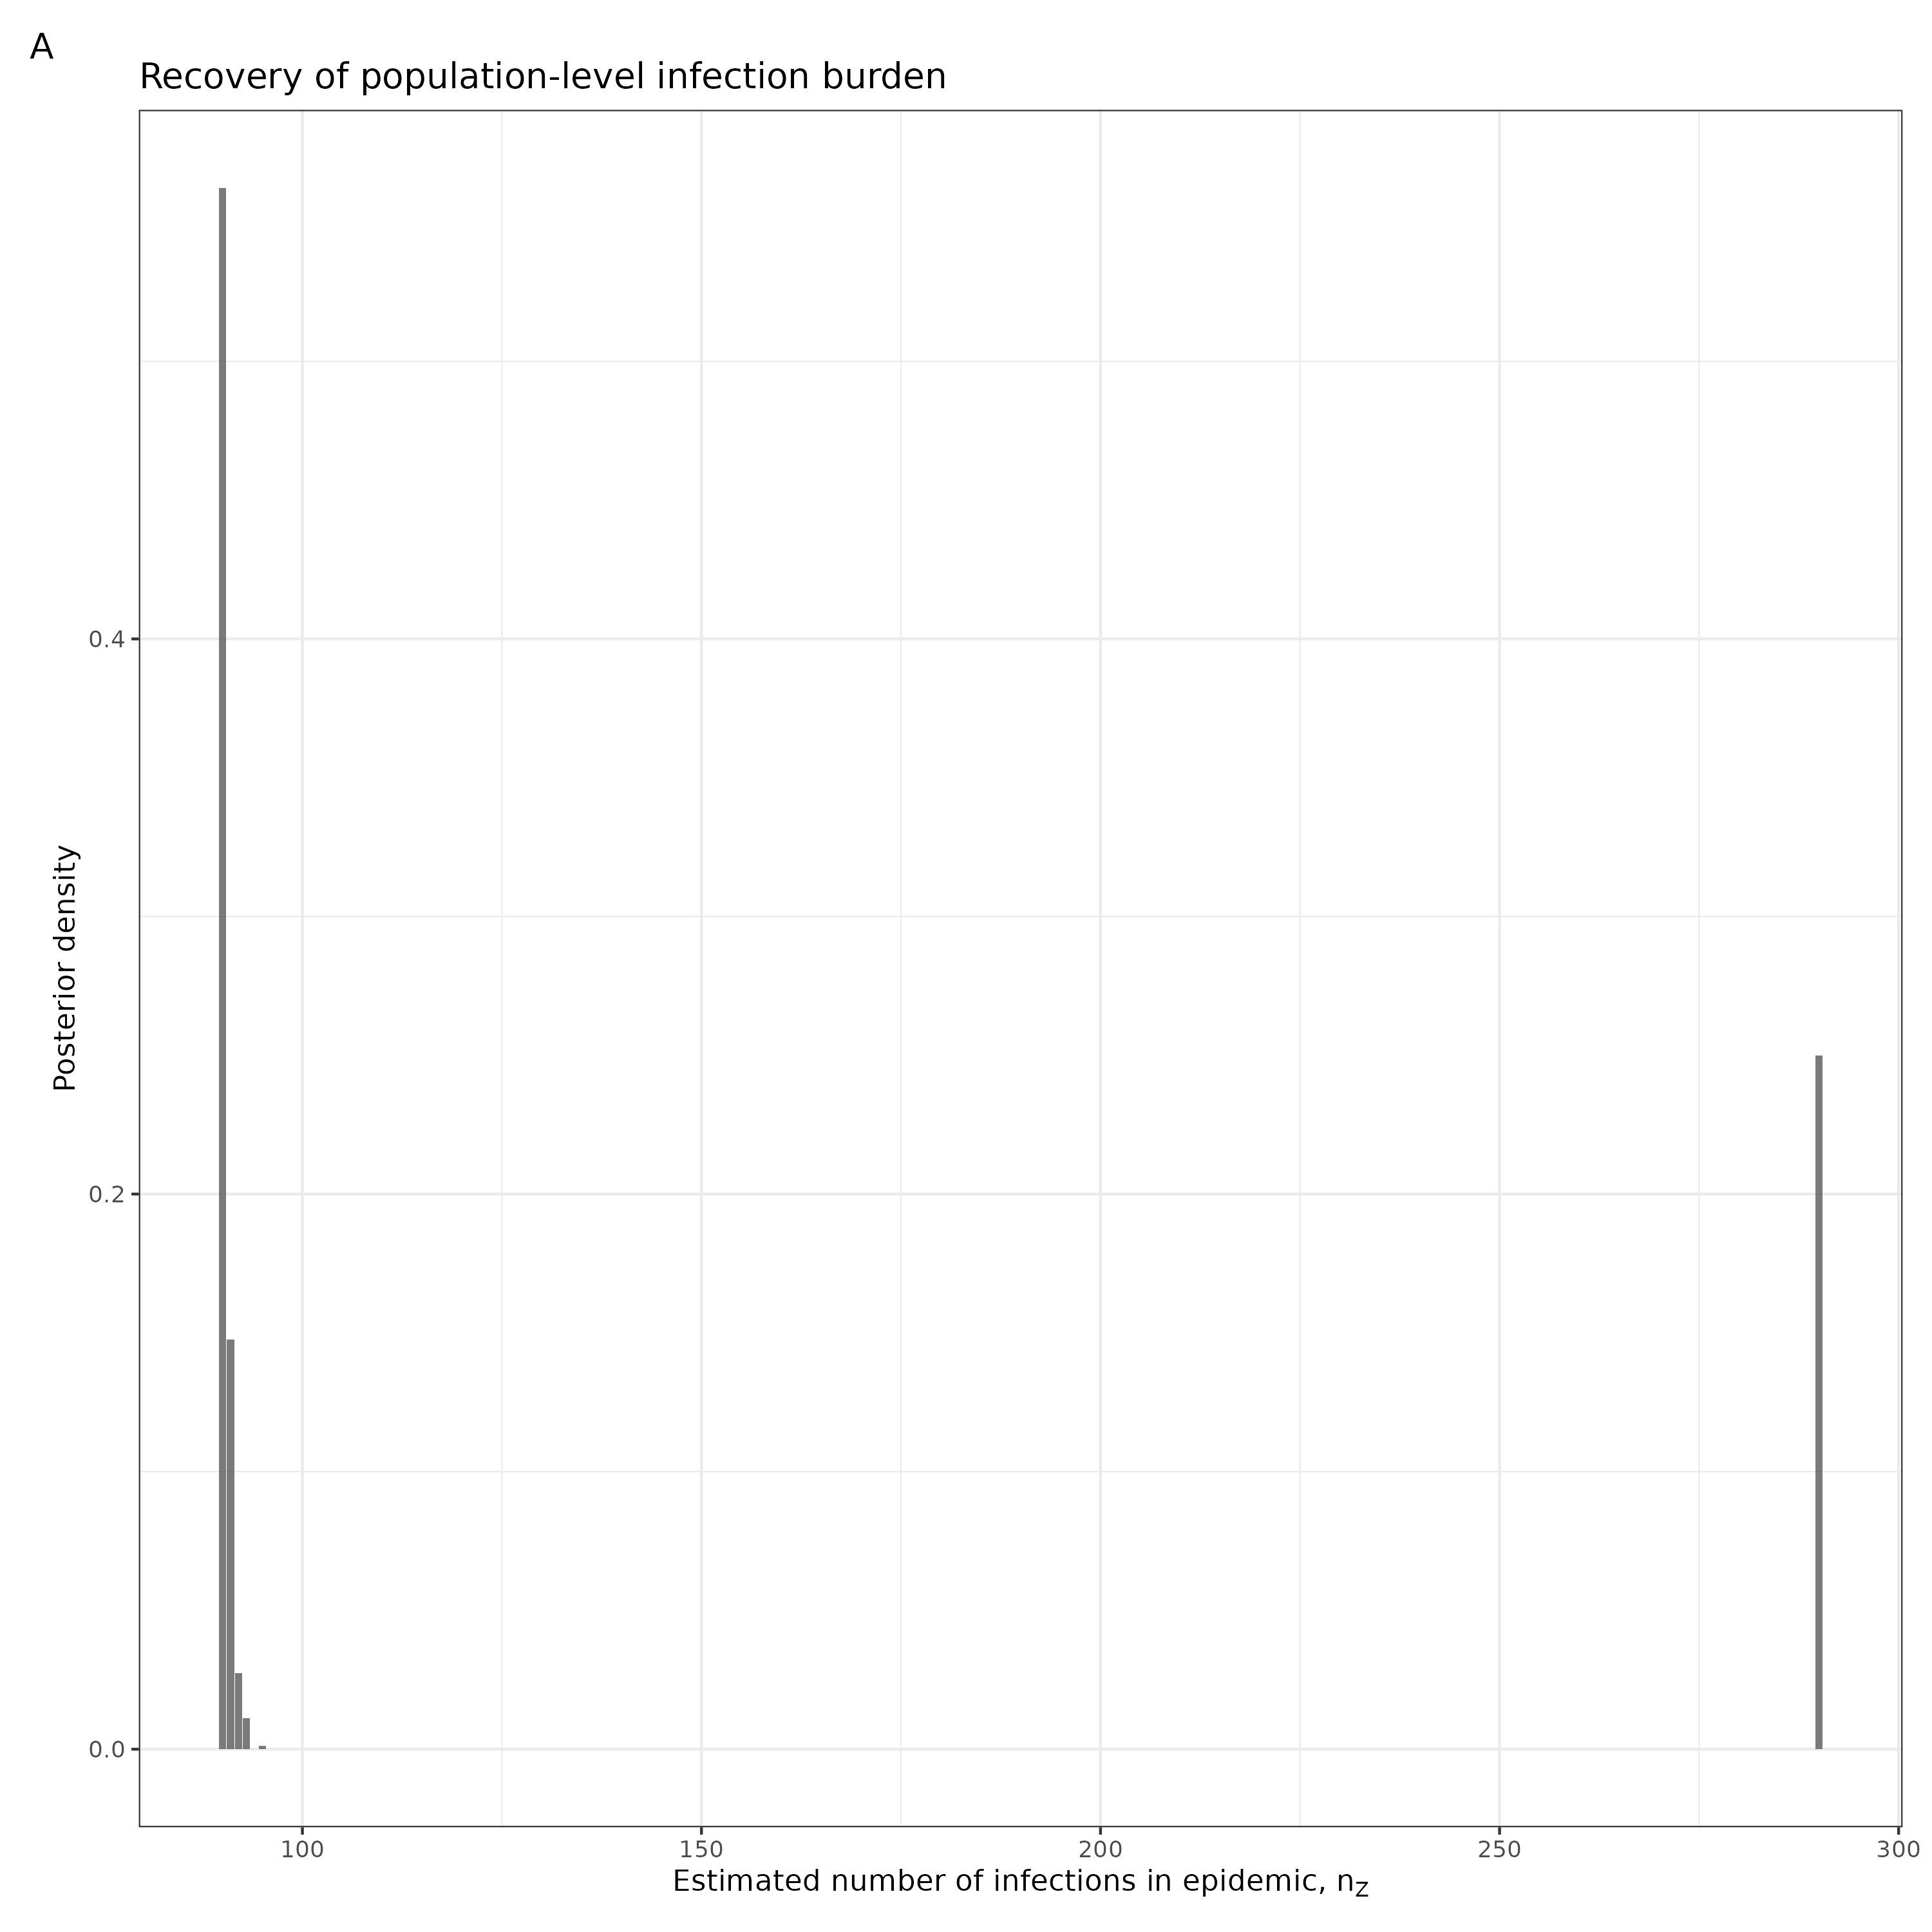 A
Recovery of population-level infection burden
Posterior density
0.4
0.2
0.0
100 150 200 250 300
Estimated number of infections in epidemic, nZ